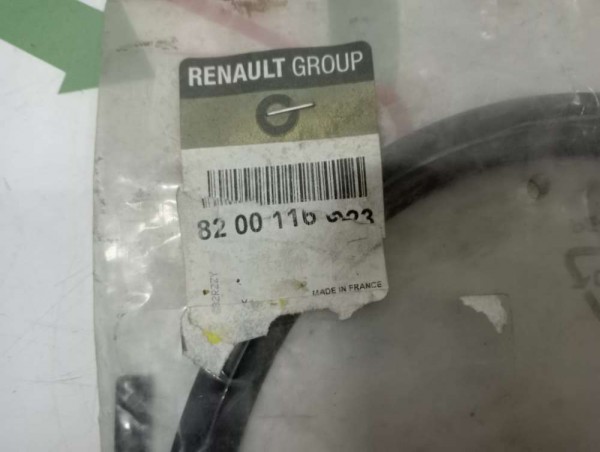 RENAULT GROUP
82 00 116
MADE IN FRANCE